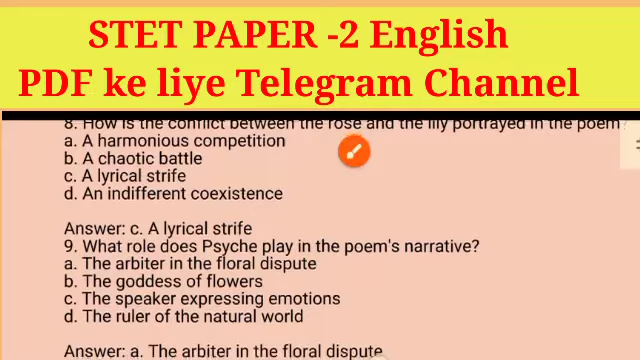 STET PAPER -2 English
PDF ke liye Telegram Channel
8. How is the conflict between the rose and the lily portrayed in the poem?
a. A harmonious competition
b. A chaotic battle
c. A lyrical strife
d. An indifferent coexistence
Answer: c. A lyrical strife
9. What role does Psyche play in the poem's narrative?
a. The arbiter in the floral dispute
b. The goddess of flowers
c. The speaker expressing emotions
d. The ruler of the natural world
Answer: a. The arbiter in the floral dispute